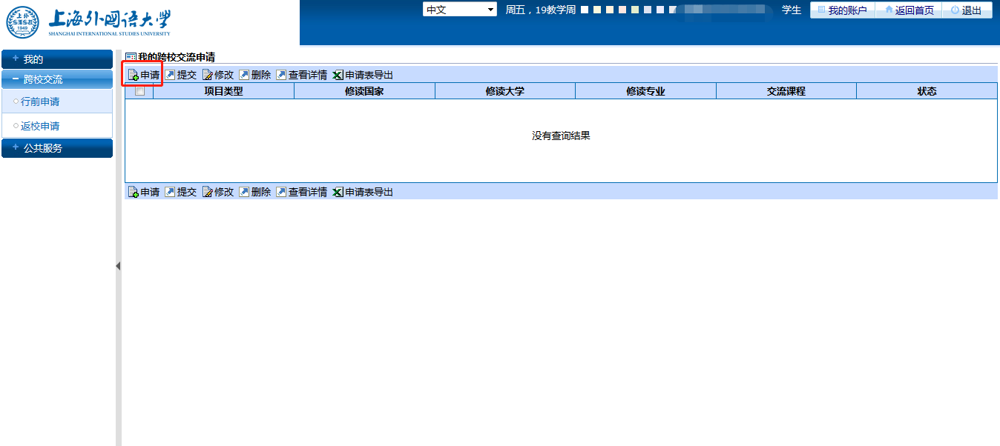 上海外国语大学
SHANGHAI INTERNATIONAL STUDIES UNIVERSITY
1949
中文
周五，19教学周
学生
我的账户
返回首页
退出
我的
跨校交流
行前申请
返校申请
公共服务
我的跨校交流申请
申请 提交 修改 删除 查看详情 申请表导出
项目类型 修读国家 修读大学 修读专业 交流课程 状态
没有查询结果
申请 提交 修改 删除 查看详情 申请表导出